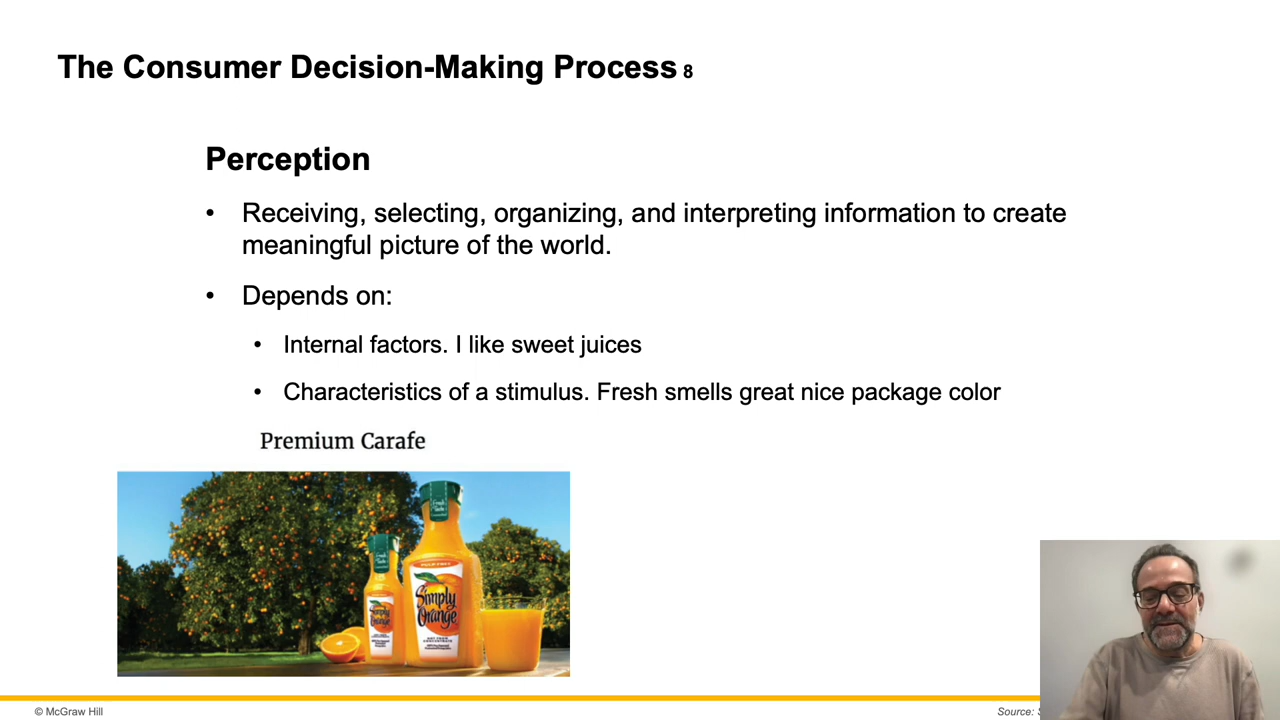 The Consumer Decision-Making Process 8
Perception
• Receiving, selecting, organizing, and interpreting information to create
meaningful picture of the world.
• Depends on:
• Internal factors. I like sweet juices
• Characteristics of a stimulus. Fresh smells great nice package color
Premium Carafe
Simply
Orange
Simply
Orange
© McGraw Hill
Source: